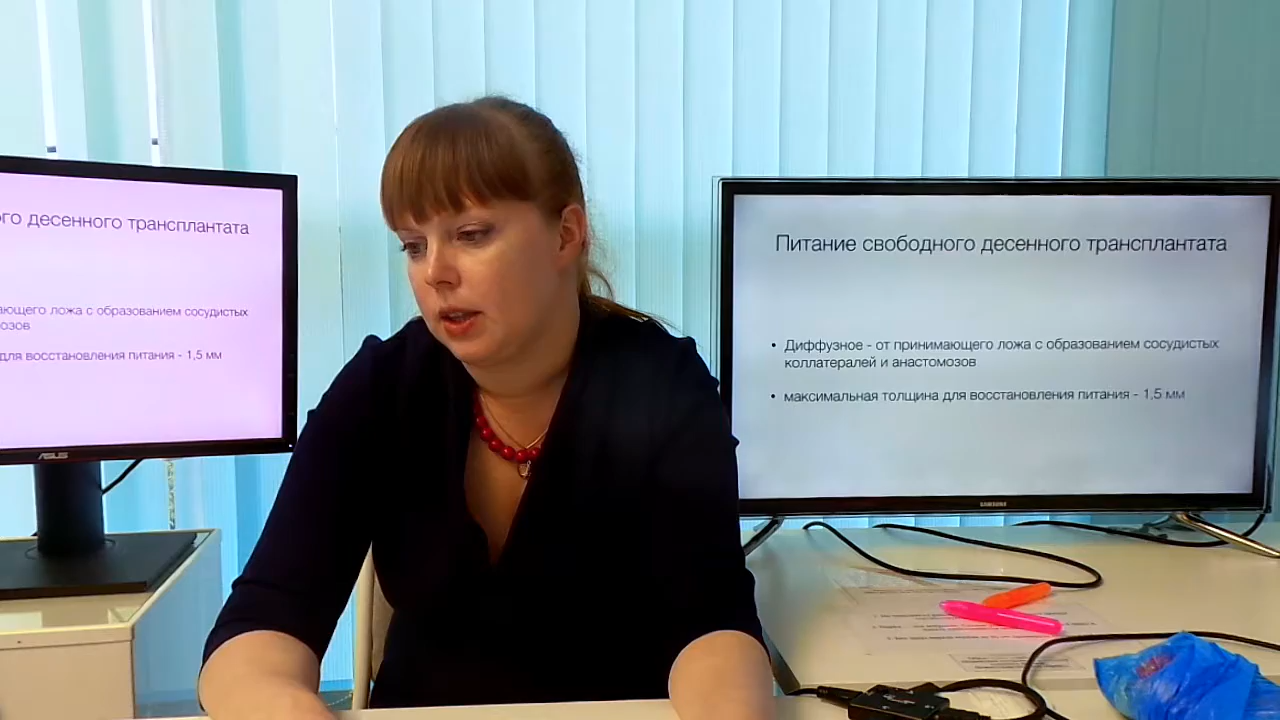 ого десенного трансплантата
ающего ложа с образованием сосудистых
озов
для восстановления питания - 1,5 мм
ASUS
Питание свободного десенного трансплантата
• Диффузное - от принимающего ложа с образованием сосудистых
коллатералей и анастомозов
• максимальная толщина для восстановления питания - 1,5 мм
SAMSUNG